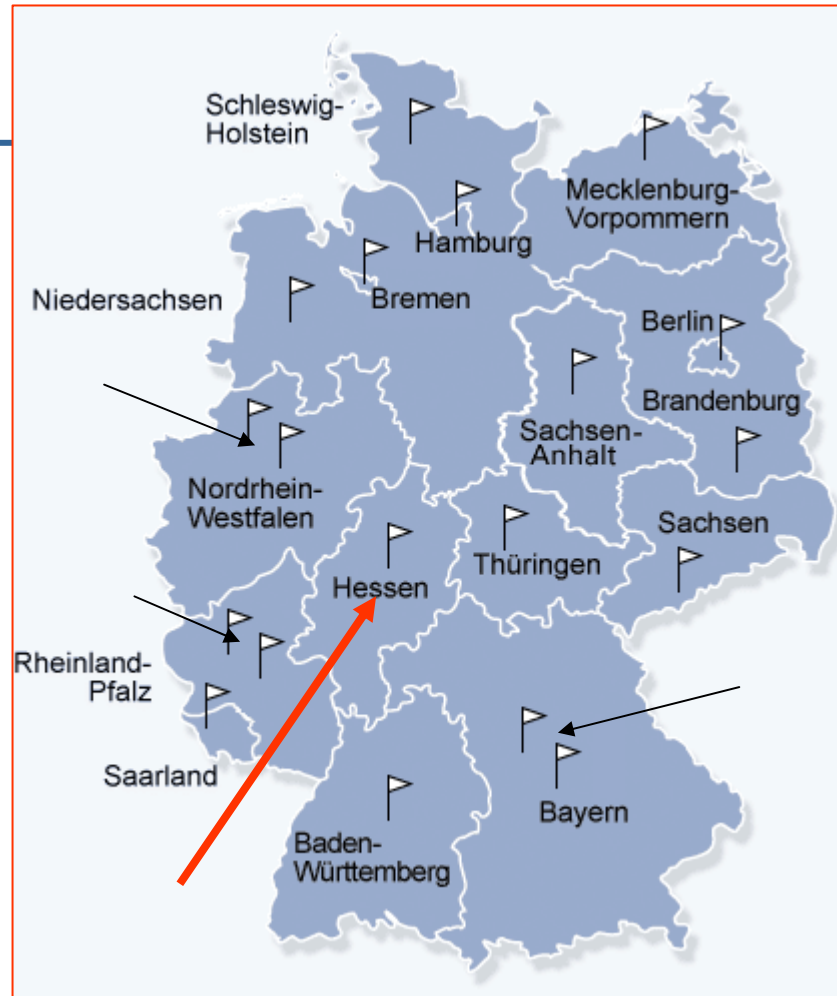 Schleswig-
Holstein
Mecklenburg-
Vorpommern
Hamburg
Niedersachsen
Bremen
Berlin
Brandenburg
Sachsen-
Anhalt
Nordrhein-
Westfalen
Sachsen
Thüringen
Hessen
Rheinland-
Pfalz
Saarland
Bayern
Baden-
Württemberg